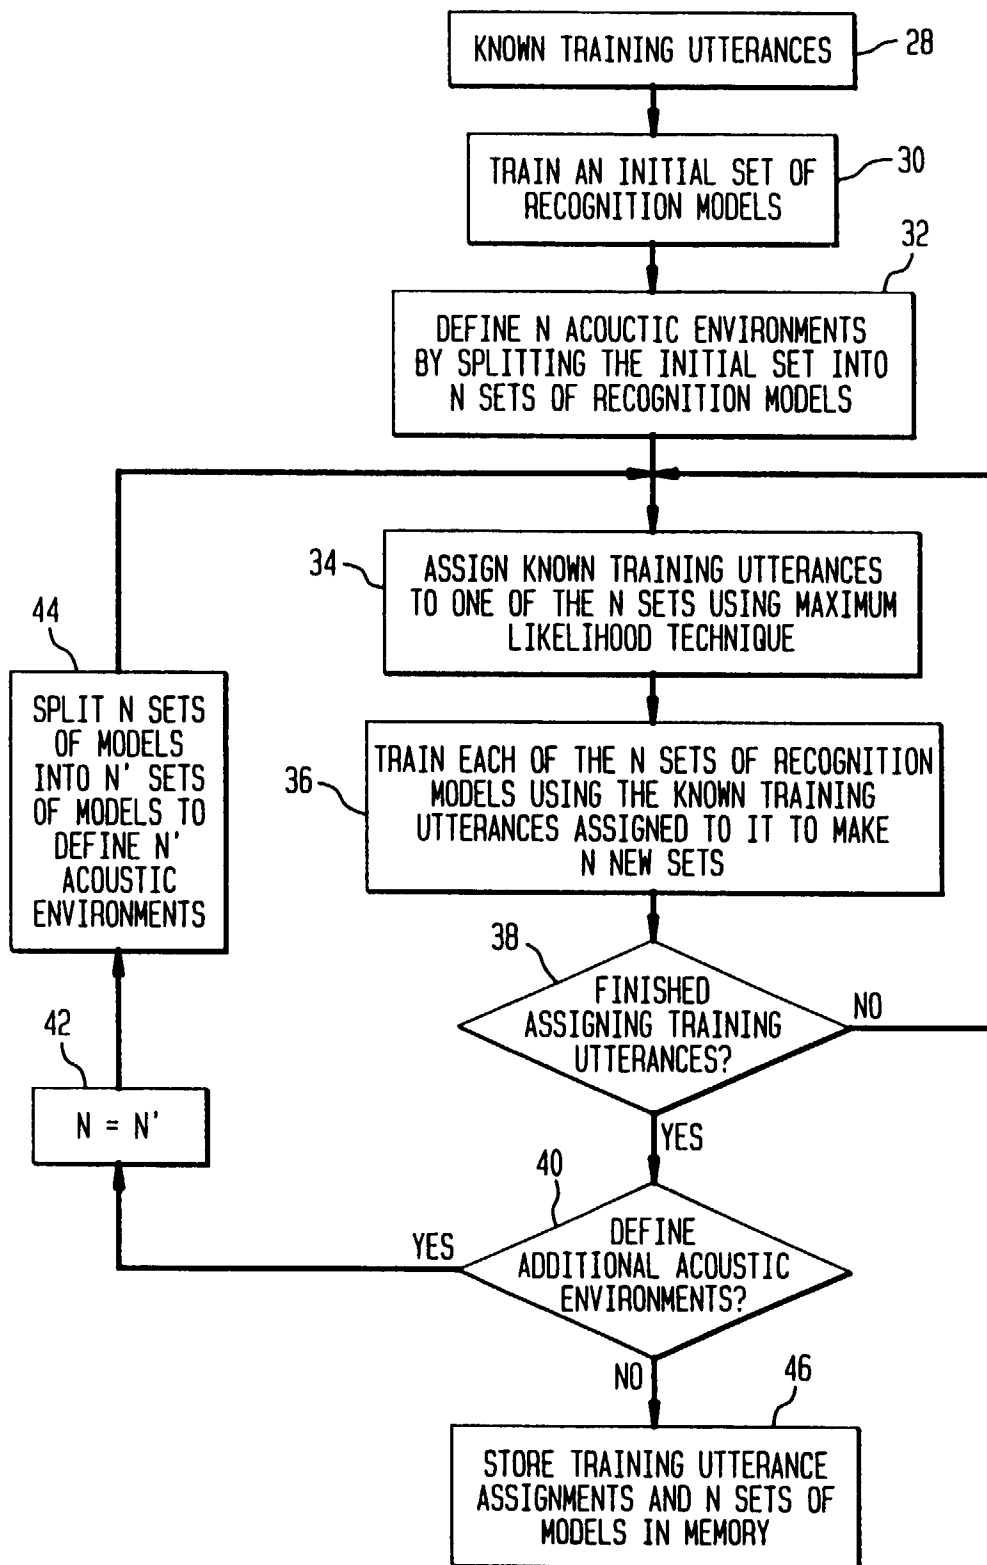 KNOWN TRAINING UTTERANCES
28
TRAIN AN INITIAL SET OF
RECOGNITION MODELS
30
32
DEFINE N ACOUCTIC ENVIRONMENTS
BY SPLITTING THE INITIAL SET INTO
N SETS OF RECOGNITION MODELS
34
ASSIGN KNOWN TRAINING UTTERANCES
TO ONE OF THE N SETS USING MAXIMUM
LIKELIHOOD TECHNIQUE
44
SPLIT N SETS
OF MODELS
INTO N' SETS
OF MODELS TO
DEFINE N'
ACOUSTIC
ENVIRONMENTS
36
TRAIN EACH OF THE N SETS OF RECOGNITION
MODELS USING THE KNOWN TRAINING
UTTERANCES ASSIGNED TO IT TO MAKE
N NEW SETS
38
FINISHED
ASSIGNING TRAINING
UTTERANCES?
NO
42
N = N'
YES
40
DEFINE
ADDITIONAL ACOUSTIC
ENVIRONMENTS?
YES
NO
46
STORE TRAINING UTTERANCE
ASSIGNMENTS AND N SETS OF
MODELS IN MEMORY